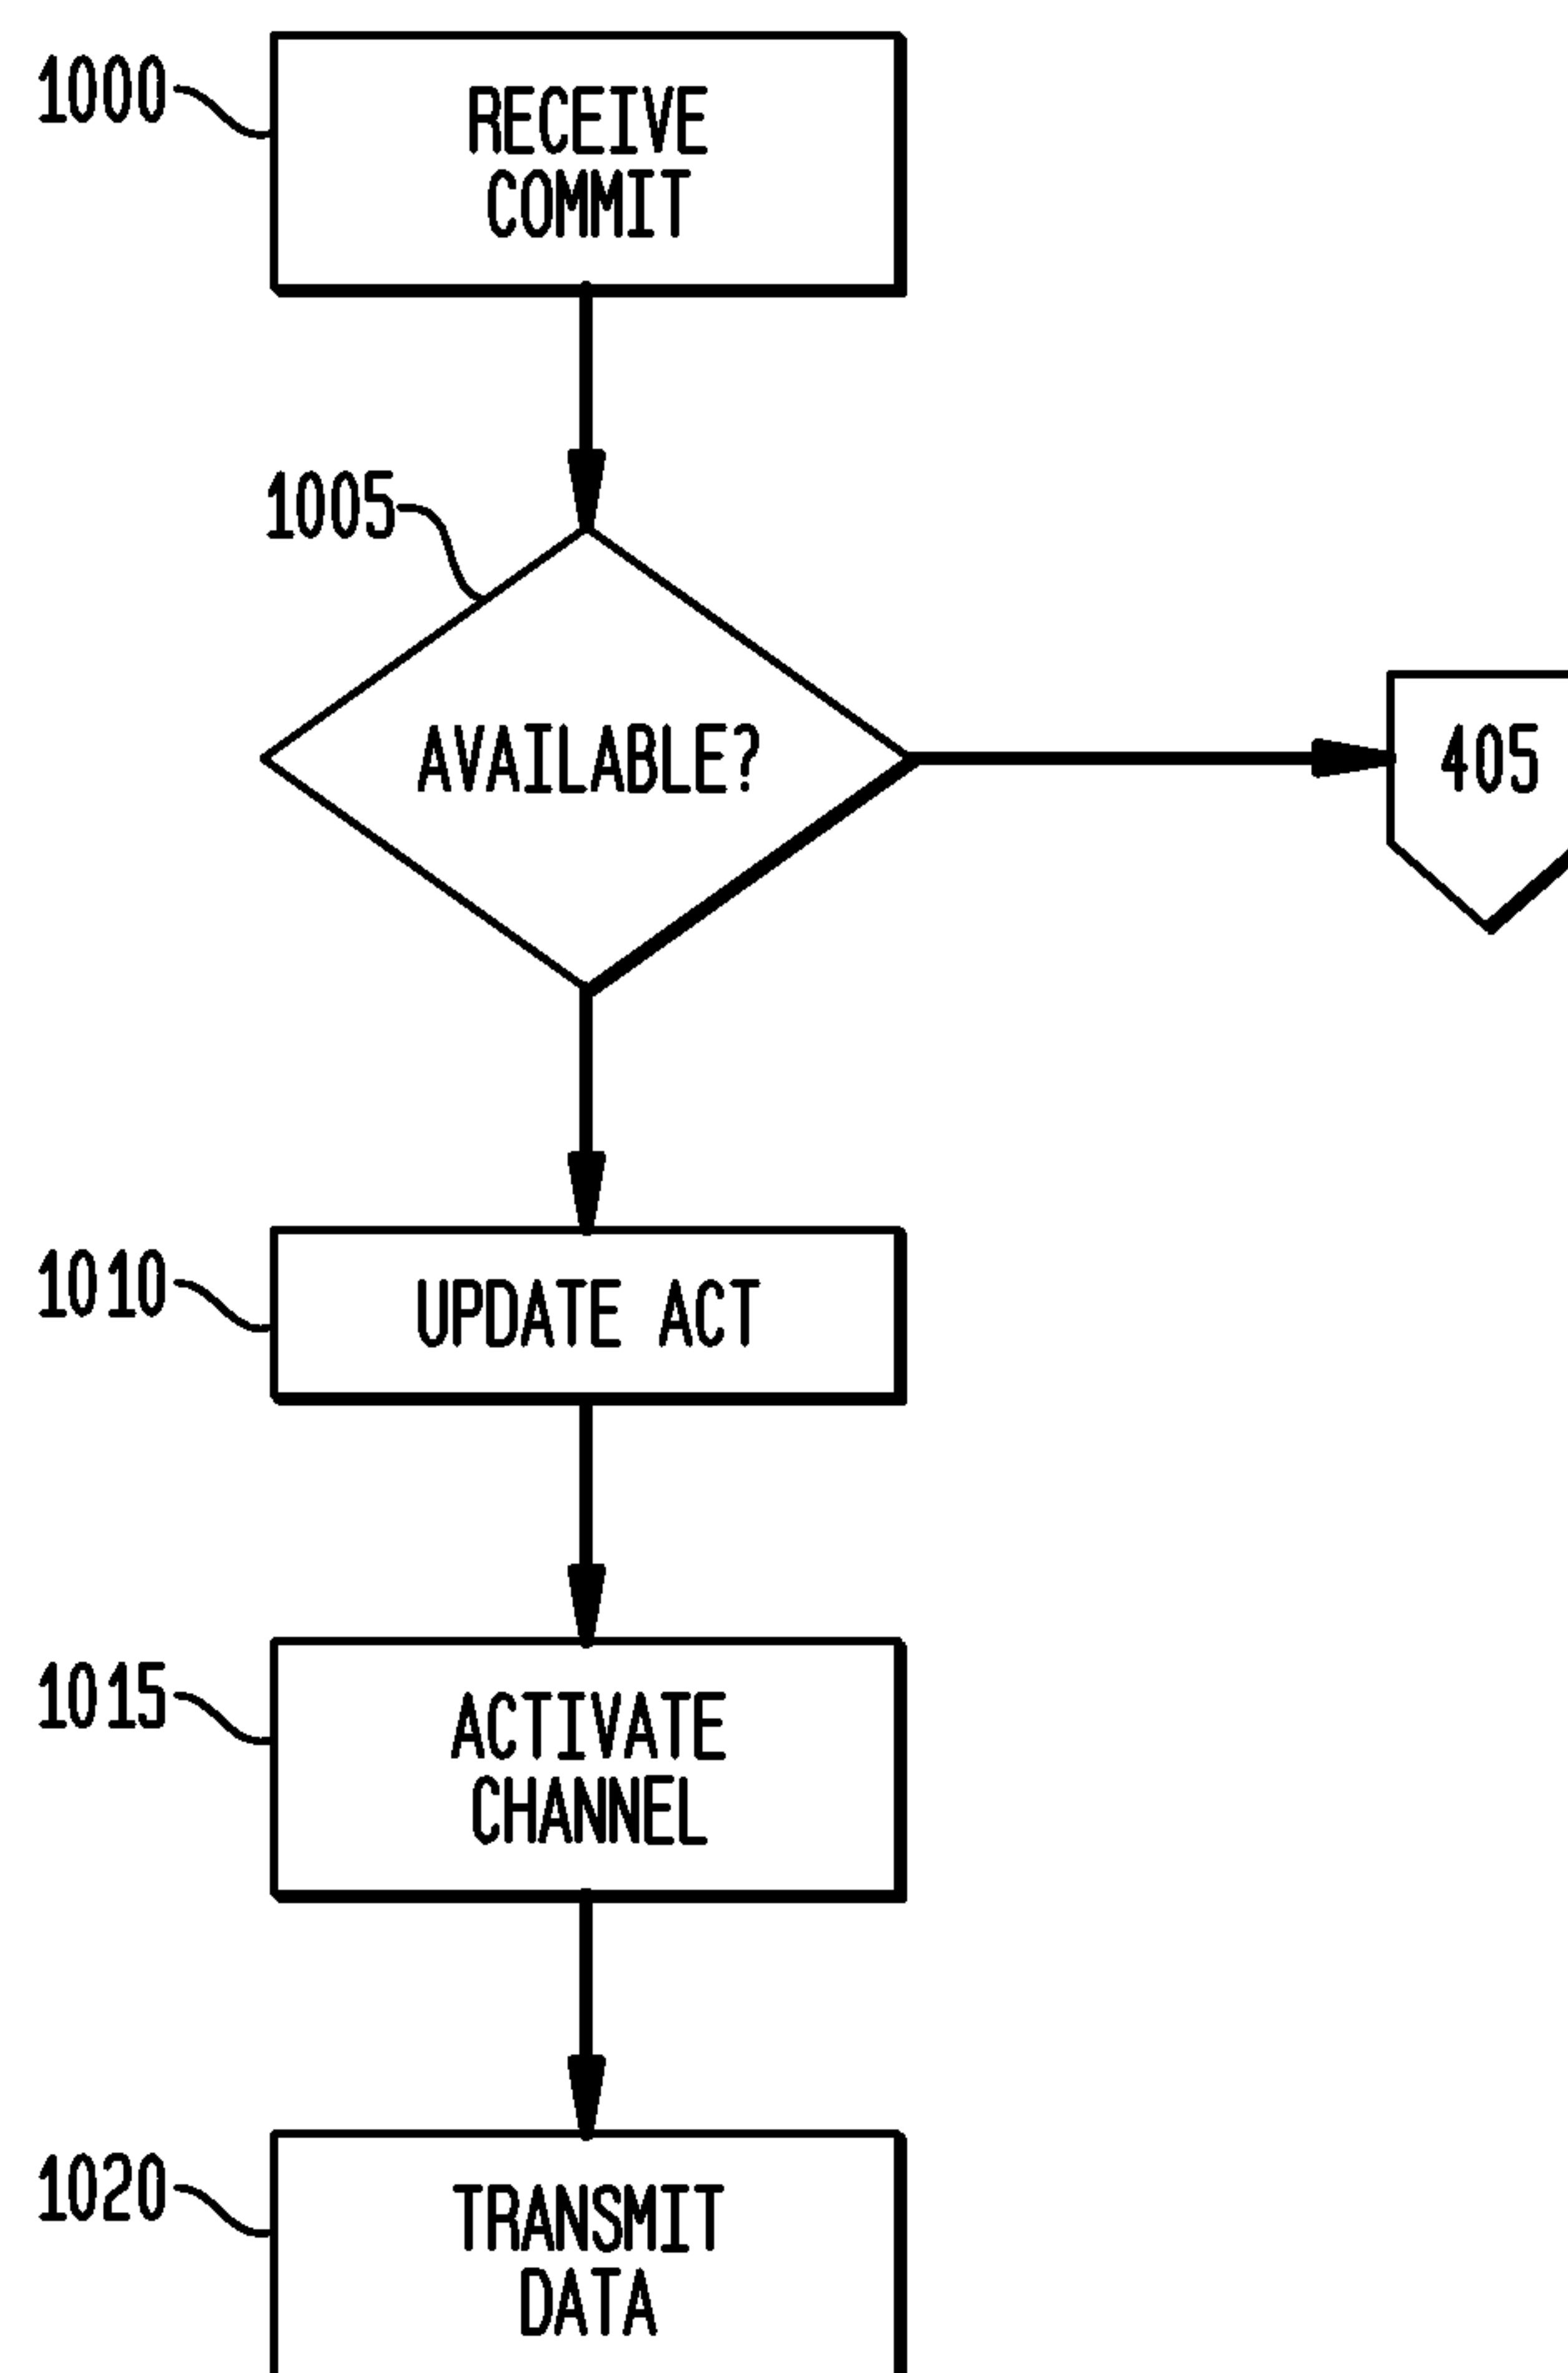 1000
RECEIVE
COMMIT
1005
AVAILABLE?
405
1010
UPDATE ACT
1015
ACTIVATE
CHANNEL
1020
TRANSMIT
DATA